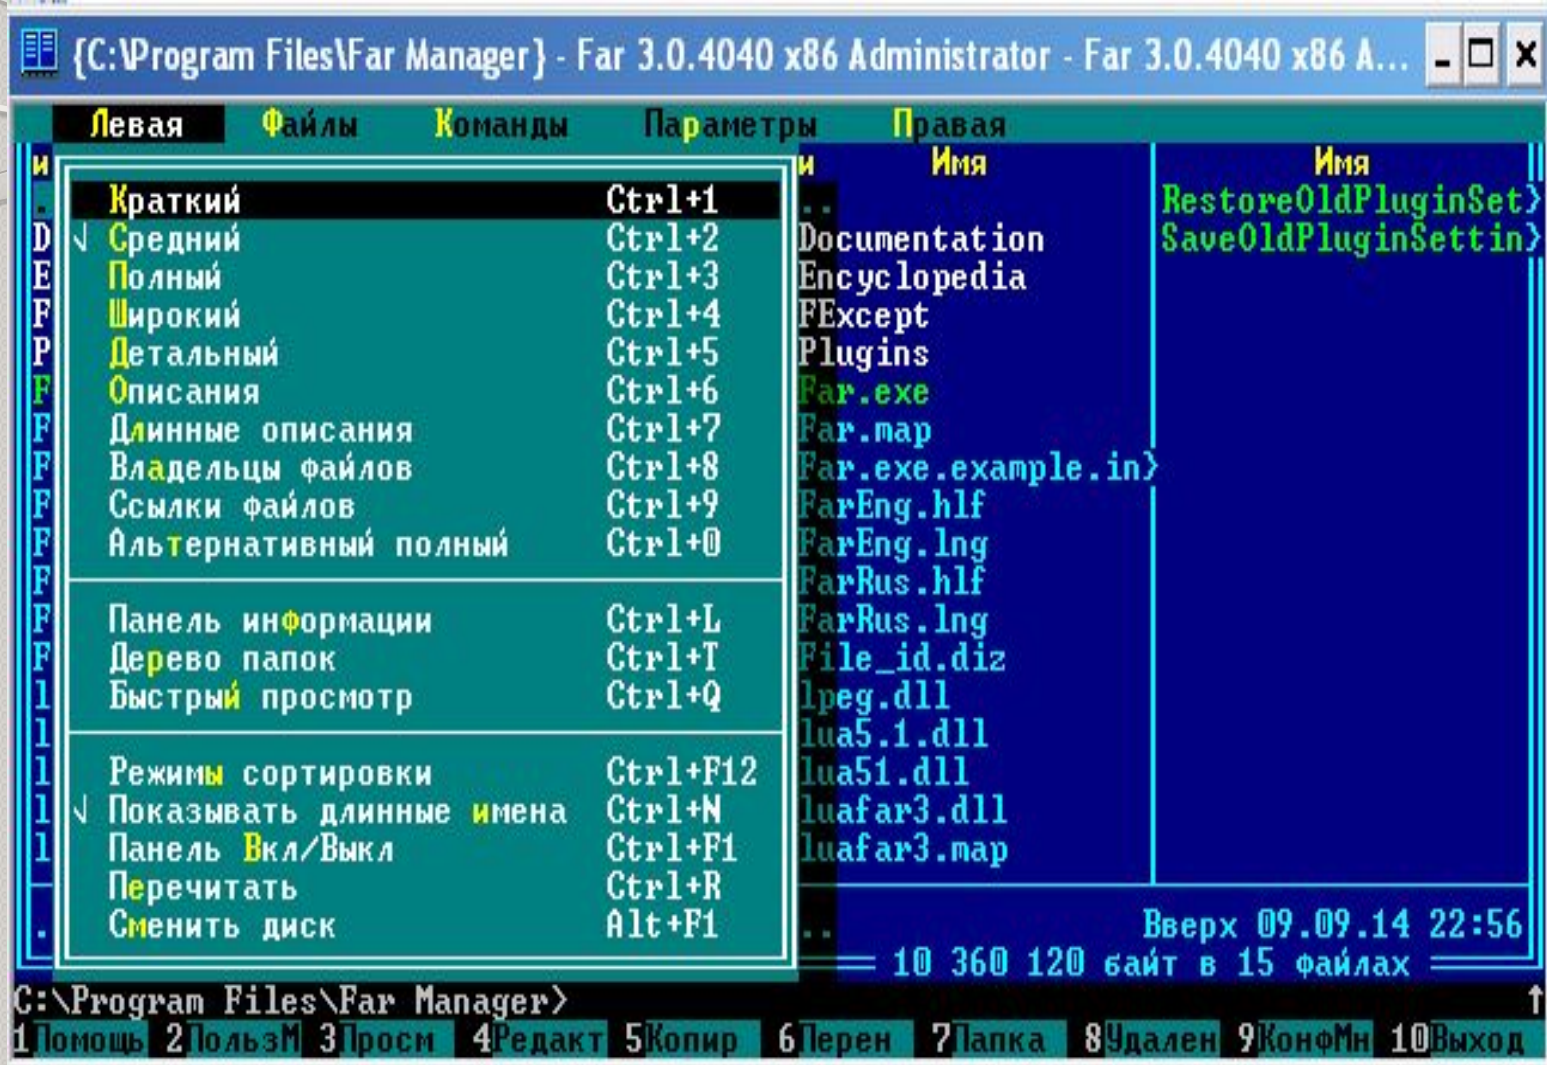 {C:\Program Files\Far Manager} - Far 3.0.4040 x86 Administrator - Far 3.0.4040 x86 A...
Левая Файлы Команды Параметры Правая
и и Имя Имя
Краткий Ctrl+1 .. RestoreOldPluginSet}
D √ Средний Ctrl+2 Documentation SaveOldPluginSettin}
E Полный Ctrl+3 Encyclopedia
F Широкий Ctrl+4 FExcept
P Детальный Ctrl+5 Plugins
F Описания Ctrl+6 Far.exe
F Длинные описания Ctrl+7 Far.map
F Владельцы файлов Ctrl+8 Far.exe.example.in}
F Ссылки файлов Ctrl+9 FarEng.hlf
F Альтернативный полный Ctrl+0 FarEng.lng
F FarRus.hlf
F Панель информации Ctrl+L FarRus.lng
F Дерево папок Ctrl+T File_id.diz
l Быстрый просмотр Ctrl+Q lpeg.dll
l lua5.1.dll
l Режимы сортировки Ctrl+F12 lua51.dll
l √ Показывать длинные имена Ctrl+N luafar3.dll
l Панель Вкл/Выкл Ctrl+F1 luafar3.map
Перечитать Ctrl+R
. Сменить диск Alt+F1 .. Вверх 09.09.14 22:56
10 360 120 байт в 15 файлах
C:\Program Files\Far Manager> ↑
1Помощь 2ПользМ 3Просм 4Редакт 5Копир 6Перен 7Папка 8Удален 9КонфМн 10Выход